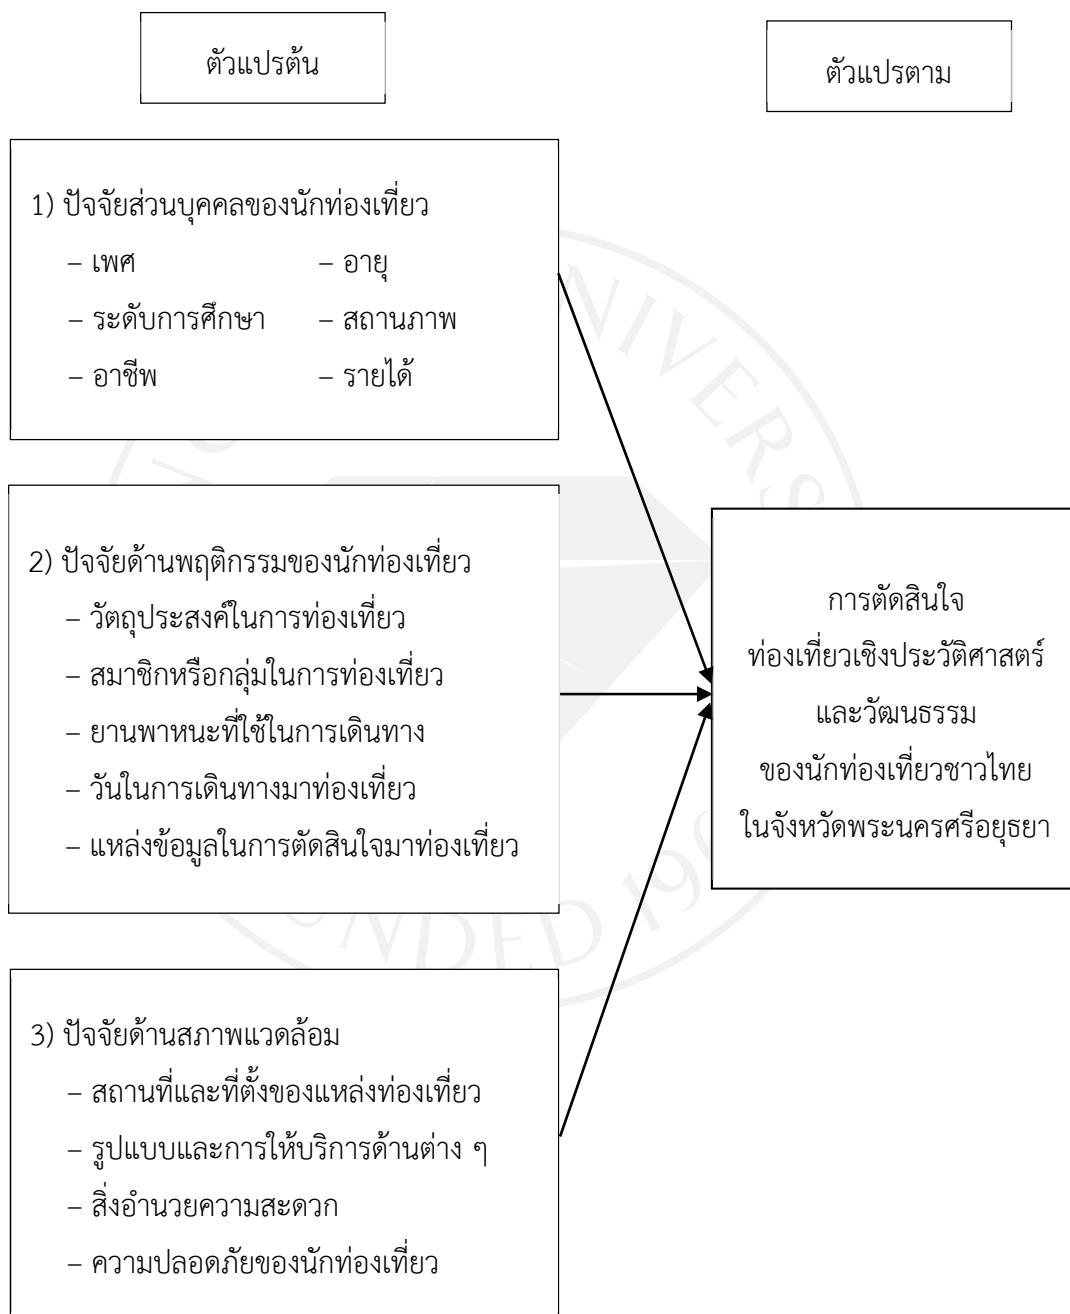 ตัวแปรต้น
ตัวแปรตาม
1) ปัจจัยส่วนบุคคลของนักท่องเที่ยว
– เพศ – อายุ
– ระดับการศึกษา – สถานภาพ
– อาชีพ – รายได้
2) ปัจจัยด้านพฤติกรรมของนักท่องเที่ยว
– วัตถุประสงค์ในการท่องเที่ยว
– สมาชิกหรือกลุ่มในการท่องเที่ยว
– ยานพาหนะที่ใช้ในการเดินทาง
– วันในการเดินทางมาท่องเที่ยว
– แหล่งข้อมูลในการตัดสินใจมาท่องเที่ยว
3) ปัจจัยด้านสภาพแวดล้อม
– สถานที่และที่ตั้งของแหล่งท่องเที่ยว
– รูปแบบและการให้บริการด้านต่าง ๆ
– สิ่งอำนวยความสะดวก
– ความปลอดภัยของนักท่องเที่ยว
การตัดสินใจ
ท่องเที่ยวเชิงประวัติศาสตร์
และวัฒนธรรม
ของนักท่องเที่ยวชาวไทย
ในจังหวัดพระนครศรีอยุธยา